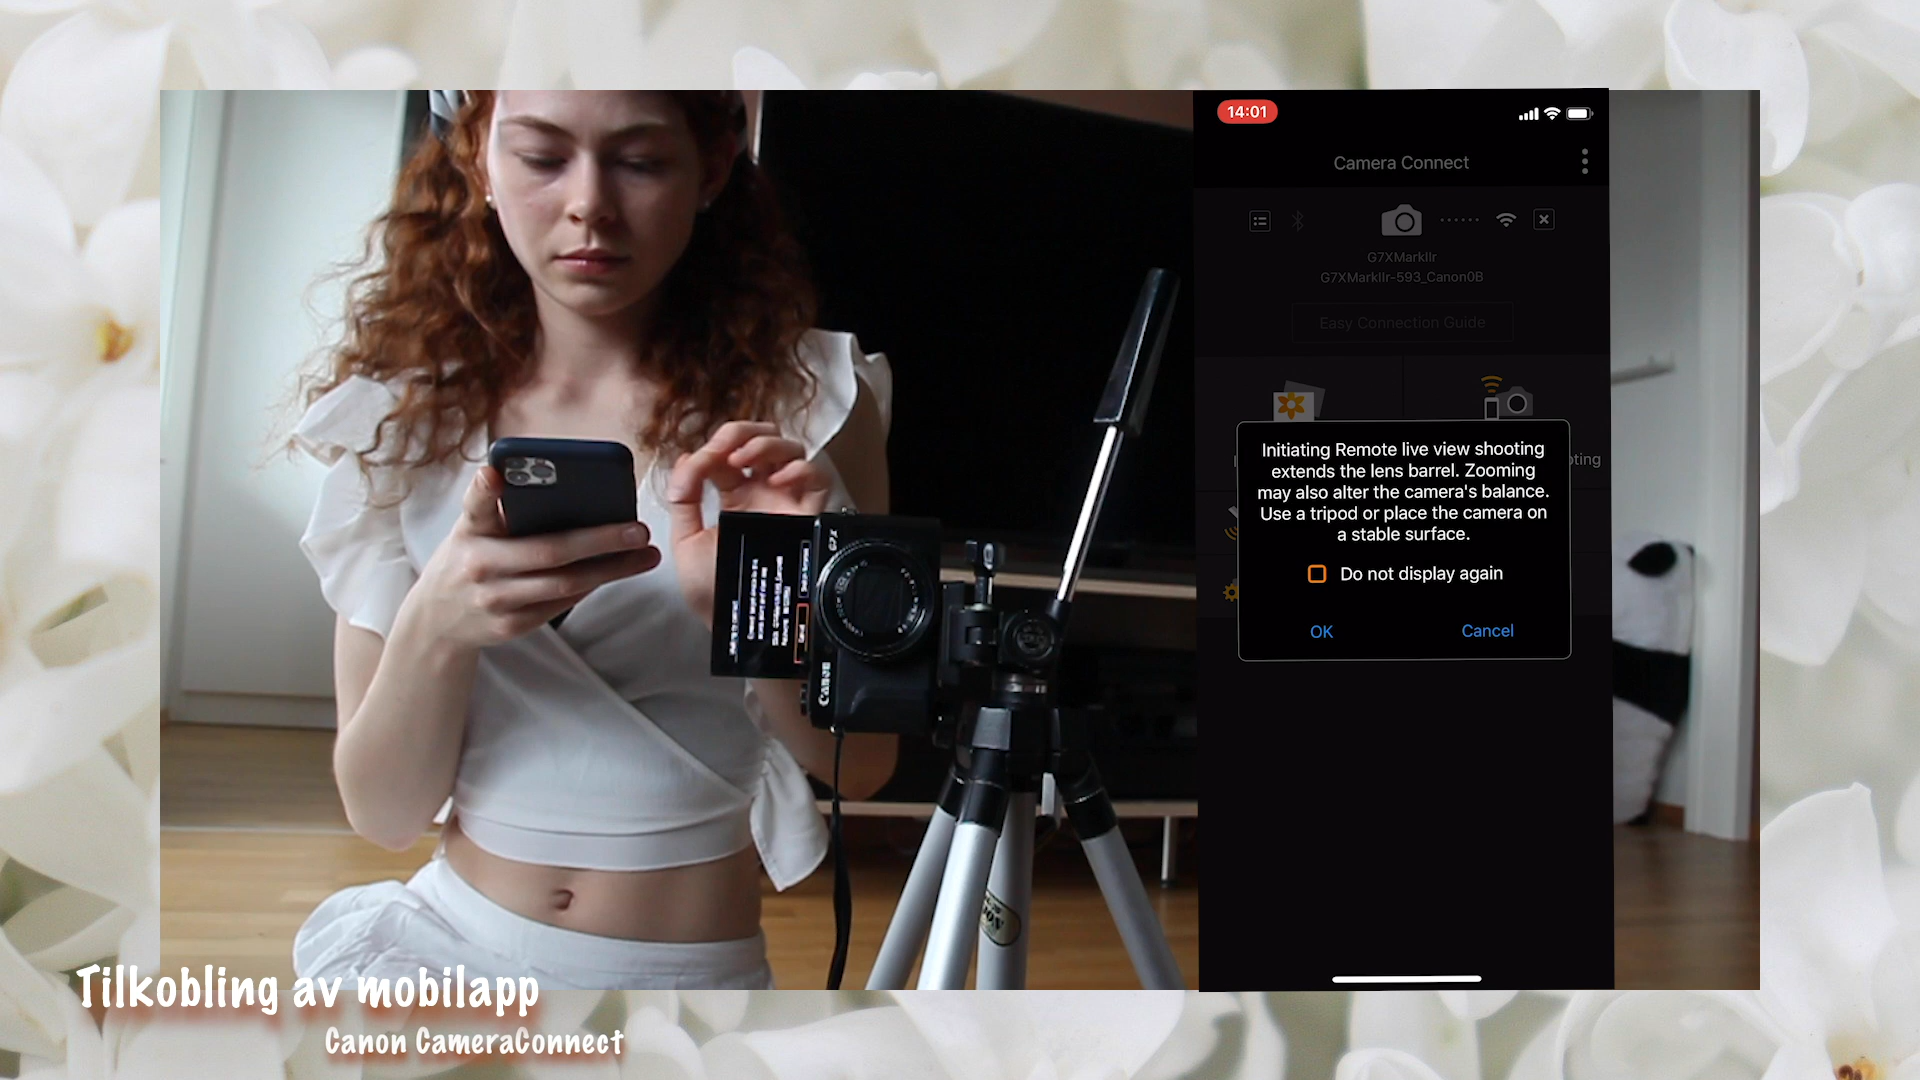 14:01
Camera Connect
G7XMarkIIr
G7XMarkIIr-593_Canon0B
Easy Connection Guide
Initiating Remote live view shooting
extends the lens barrel. Zooming
may also alter the camera's balance.
Use a tripod or place the camera on
a stable surface.
Do not display again
OK Cancel
G7X
Canon
Tilkobling av mobilapp
Canon CameraConnect